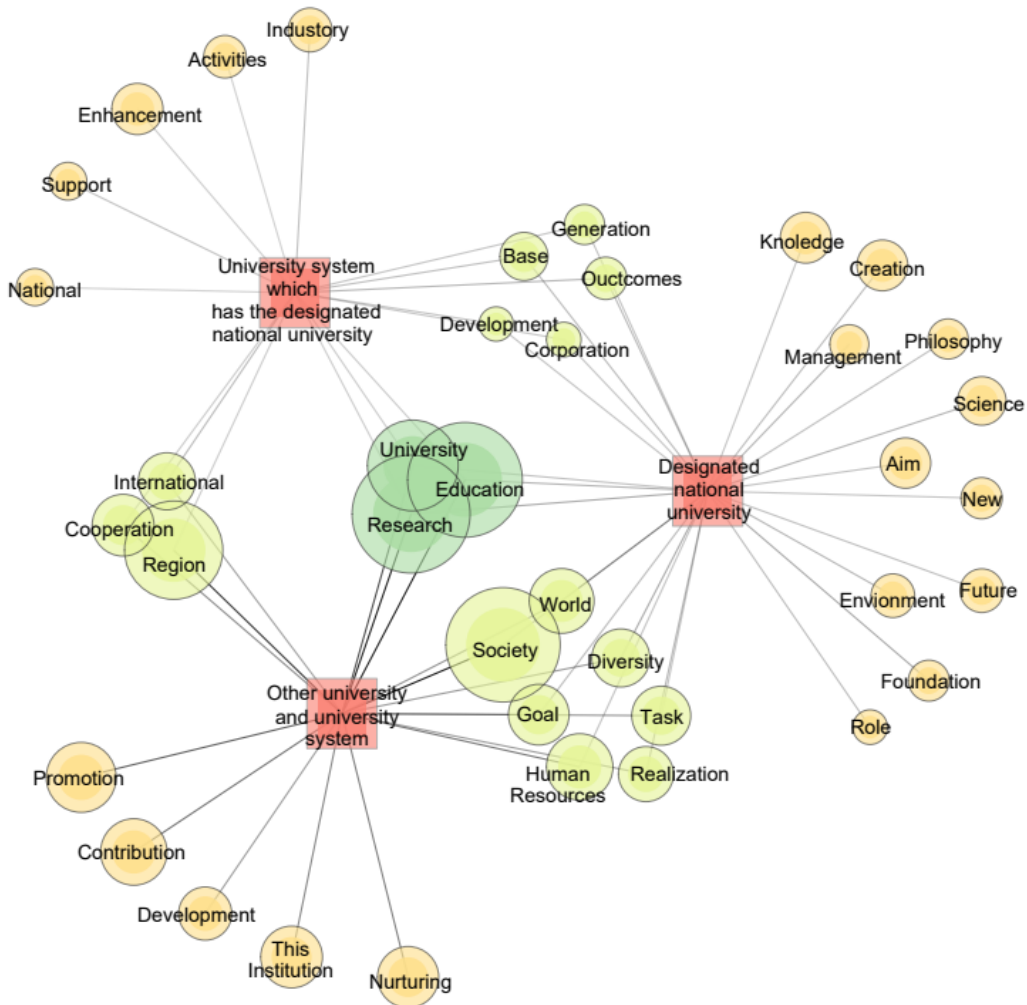 Industory
Activities
Enhancement
Support
National
University system
which
has the designated
national university
Generation
Base
Ouctcomes
Development
Corporation
Knoledge
Creation
Management
Philosophy
Science
Aim
New
Designated
national
university
University
Education
Research
International
Cooperation
Region
World
Society
Diversity
Goal
Task
Human
Resources
Realization
Envionment
Future
Foundation
Role
Other university
and university
system
Promotion
Contribution
Development
This
Institution
Nurturing